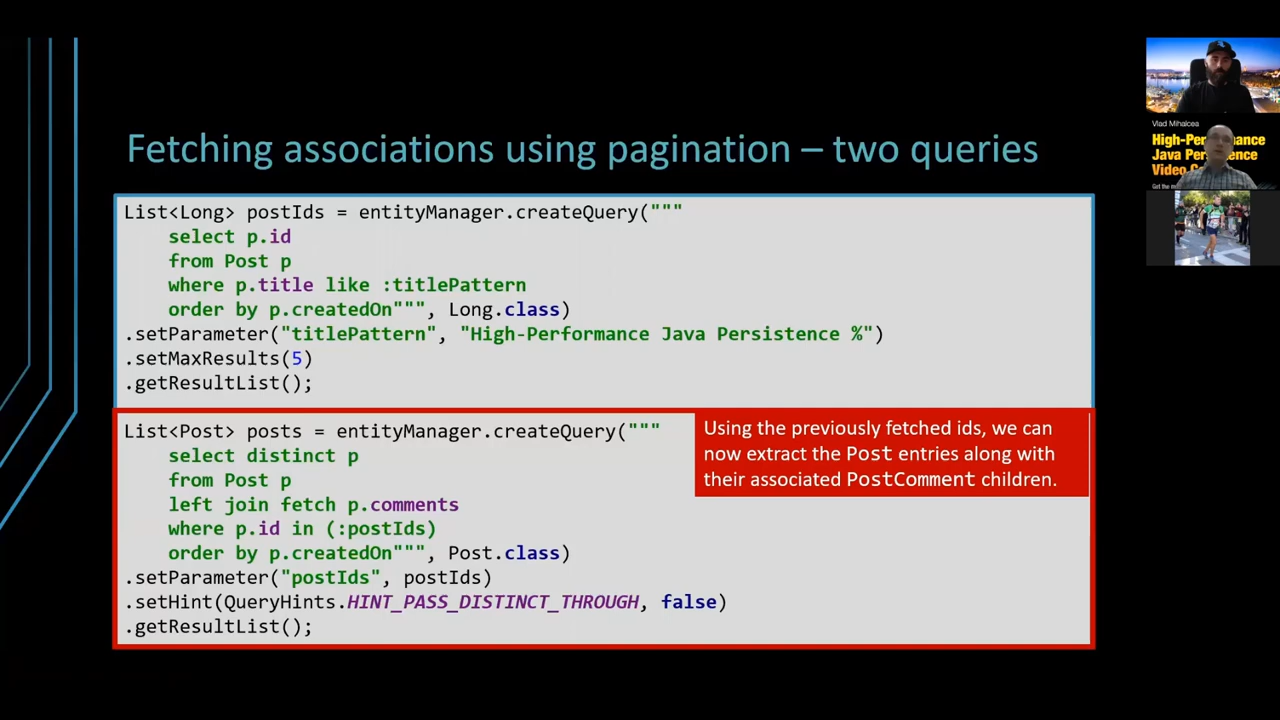 Fetching associations using pagination – two queries
List<Long> postIds = entityManager.createQuery("""
select p.id
from Post p
where p.title like :titlePattern
order by p.createdOn""", Long.class)
.setParameter("titlePattern", "High-Performance Java Persistence %")
.setMaxResults(5)
.getResultList();
List<Post> posts = entityManager.createQuery("""
select distinct p
from Post p
left join fetch p.comments
where p.id in (:postIds)
order by p.createdOn""", Post.class)
.setParameter("postIds", postIds)
.setHint(QueryHints.HINT_PASS_DISTINCT_THROUGH, false)
.getResultList();
Using the previously fetched ids, we can
now extract the Post entries along with
their associated PostComment children.
Vlad Mihalcea
Java
Video